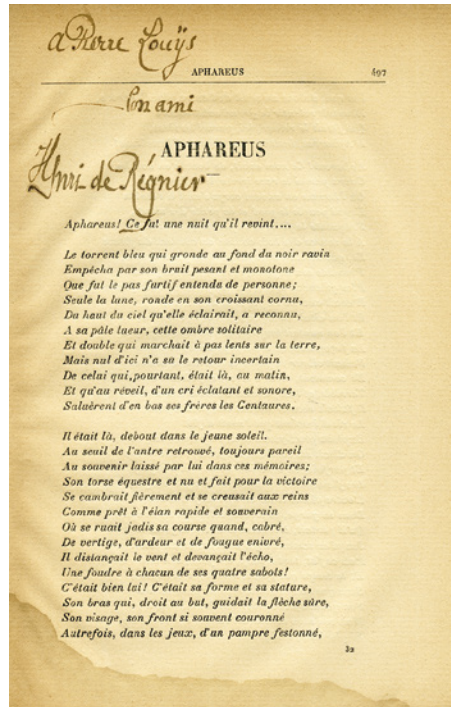 A Pierre Louÿs
APHAREUS 497
Son ami
APHAREUS
Henri de Régnier
Aphareus! Ce fut une nuit qu'il revint....
Le torrent bleu qui gronde au fond du noir ravin
Empêcha par son bruit pesant et monotone
Que fut le pas furtif entendu de personne;
Seule la lune, ronde en son croissant cornu,
Du haut du ciel qu'elle éclairait, a reconnu,
A sa pâle lueur, cette ombre solitaire
Et double qui marchait à pas lents sur la terre,
Mais nul d'ici n'a su le retour incertain
De celui qui, pourtant, était là, au matin,
Et qu'au réveil, d'un cri éclatant et sonore,
Saluèrent d'en bas ses frères les Centaures.
Il était là, debout dans le jeune soleil.
Au seuil de l'antre retrouvé, toujours pareil
Au souvenir laissé par lui dans ces mémoires;
Son torse équestre et nu et fait pour la victoire
Se cambrait fièrement et se creusait aux reins
Comme prêt à l'élan rapide et souverain
Où se ruait jadis sa course quand, cabré,
De vertige, d'ardeur et de fougue enivré,
Il distançait le vent et devançait l'écho,
Une foudre à chacun de ses quatre sabots!
C'était bien lui! C'était sa forme et sa stature,
Son bras qui, droit au but, guidait la flèche sûre,
Son visage, son front si souvent couronné
Autrefois, dans les jeux, d'un pampre festonné,
32